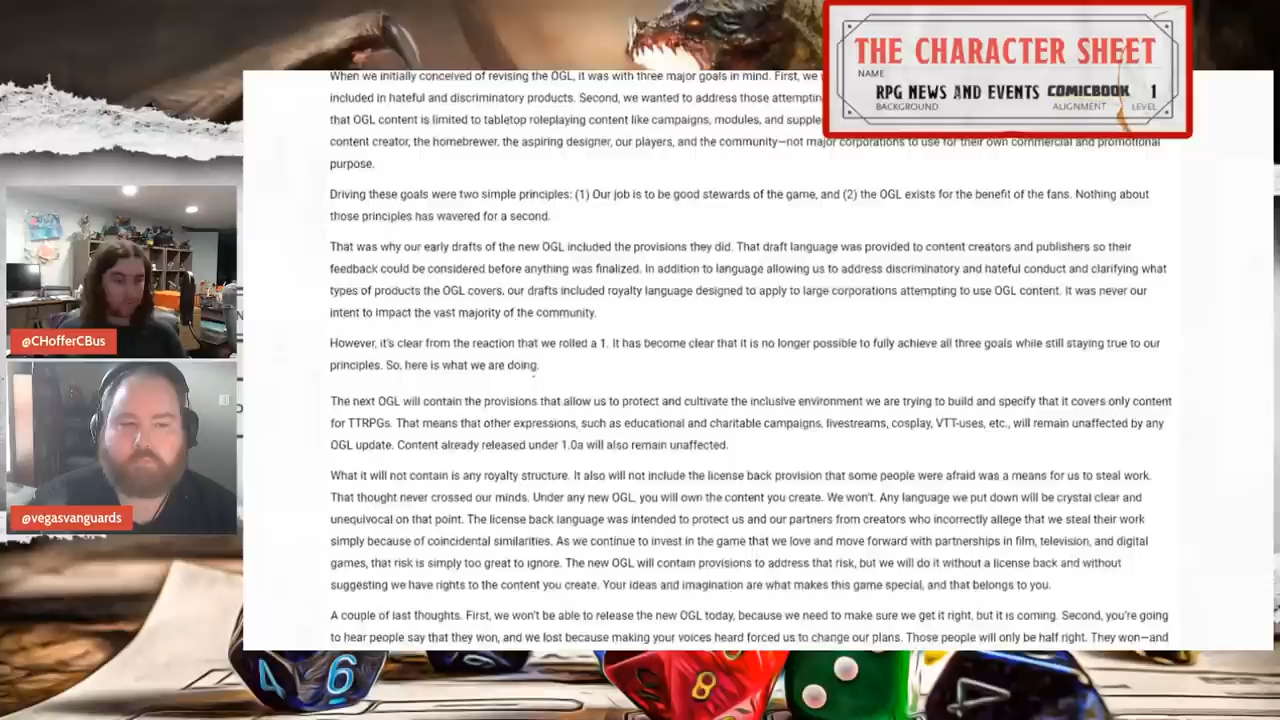 THE CHARACTER SHEET
NAME
RPG NEWS AND EVENTS COMICBOOK 1
BACKGROUND ALIGNMENT LEVEL
When we initially conceived of revising the OGL, it was with three major goals in mind. First, we
included in hateful and discriminatory products. Second, we wanted to address those attempting
that OGL content is limited to tabletop roleplaying content like campaigns, modules, and
content creator, the homebrewer, the aspiring designer, our players, and the community—not major corporations to use for their own commercial and promotional
purpose.
Driving these goals were two simple principles: (1) Our job is to be good stewards of the game, and (2) the OGL exists for the benefit of the fans. Nothing about
those principles has wavered for a second.
That was why our early drafts of the new OGL included the provisions they did. That draft language was provided to content creators and publishers so their
feedback could be considered before anything was finalized. In addition to language allowing us to address discriminatory and hateful conduct and clarifying what
types of products the OGL covers, our drafts included royalty language designed to apply to large corporations attempting to use OGL content. It was never our
intent to impact the vast majority of the community.
However, it's clear from the reaction that we rolled a 1. It has become clear that it is no longer possible to fully achieve all three goals while still staying true to our
principles. So, here is what we are doing.
The next OGL will contain the provisions that allow us to protect and cultivate the inclusive environment we are trying to build and specify that it covers only content
for TTRPGs. That means that other expressions, such as educational and charitable campaigns, livestreams, cosplay, VTT-uses, etc., will remain unaffected by any
OGL update. Content already released under 1.0a will also remain unaffected.
What it will not contain is any royalty structure. It also will not include the license back provision that some people were afraid was a means for us to steal work.
That thought never crossed our minds. Under any new OGL, you will own the content you create. We won't. Any language we put down will be crystal clear and
unequivocal on that point. The license back language was intended to protect us and our partners from creators who incorrectly allege that we steal their work
simply because of coincidental similarities. As we continue to invest in the game that we love and move forward with partnerships in film, television, and digital
games, that risk is simply too great to ignore. The new OGL will contain provisions to address that risk, but we will do it without a license back and without
suggesting we have rights to the content you create. Your ideas and imagination are what makes this game special, and that belongs to you.
A couple of last thoughts. First, we won't be able to release the new OGL today, because we need to make sure we get it right, but it is coming. Second, you're going
to hear people say that they won, and we lost because making your voices heard forced us to change our plans. Those people will only be half right. They won—and
@CHofferCBus
@vegasvanguards
4 6
8
4